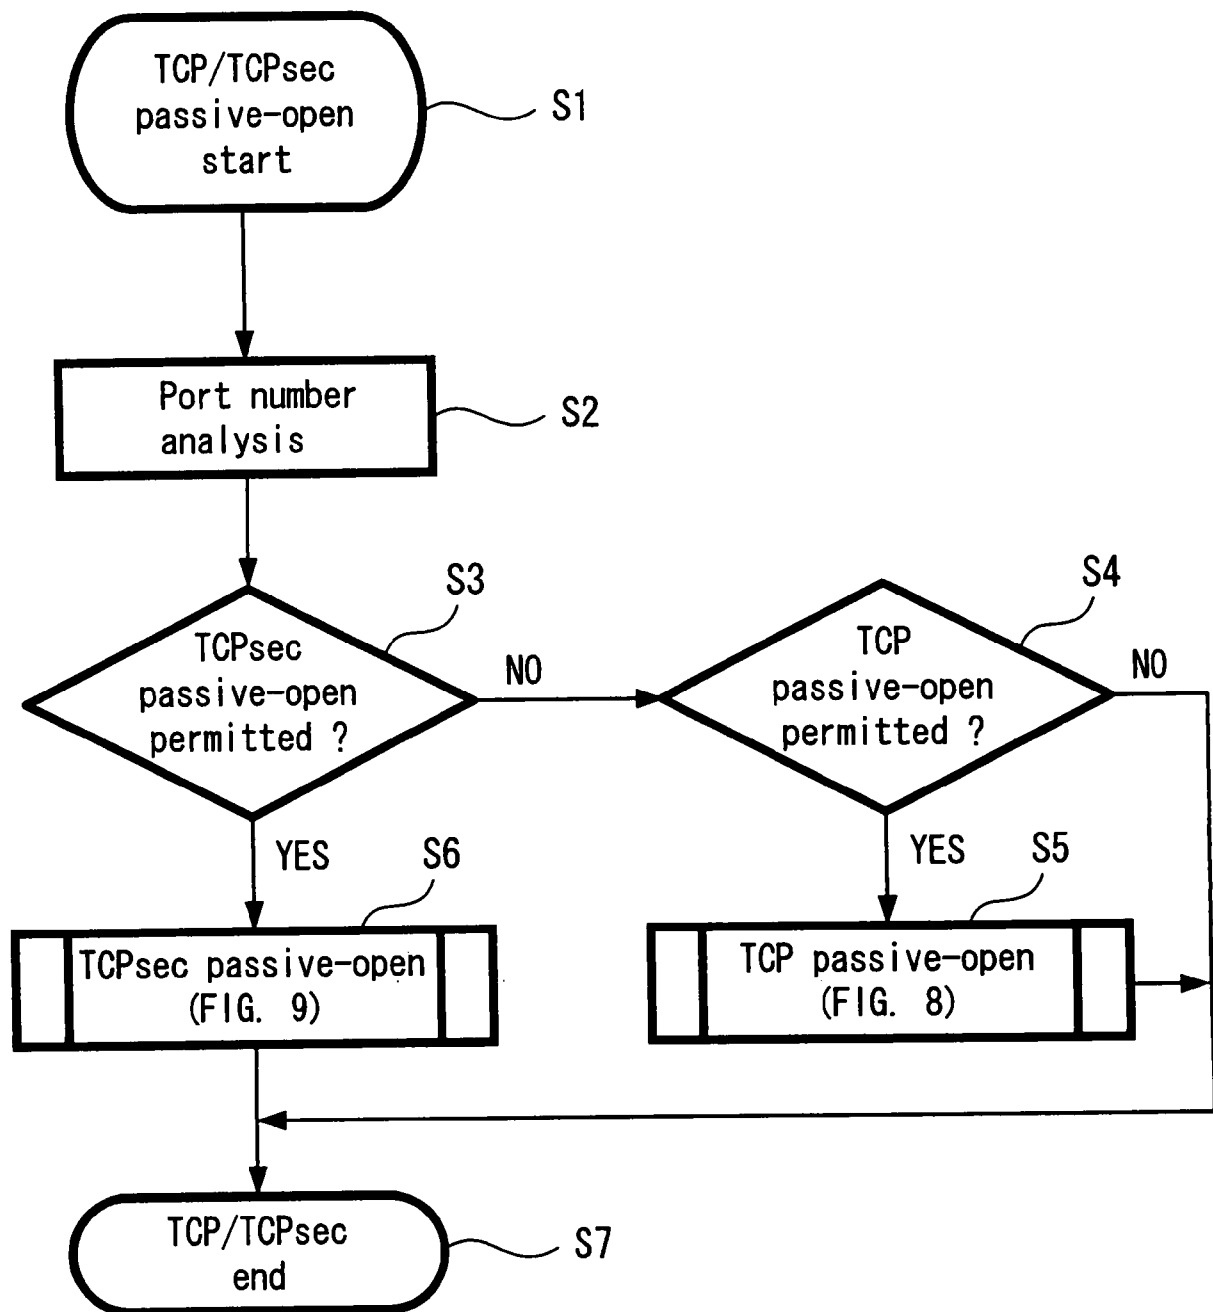 TCP/TCPsec
passive-open
start
S1
Port number
analysis
S2
S3
TCPsec
passive-open
permitted ?
NO
S4
TCP
passive-open
permitted ?
NO
YES
S6
YES
S5
TCPsec passive-open
(FIG. 9)
TCP passive-open
(FIG. 8)
TCP/TCPsec
end
S7